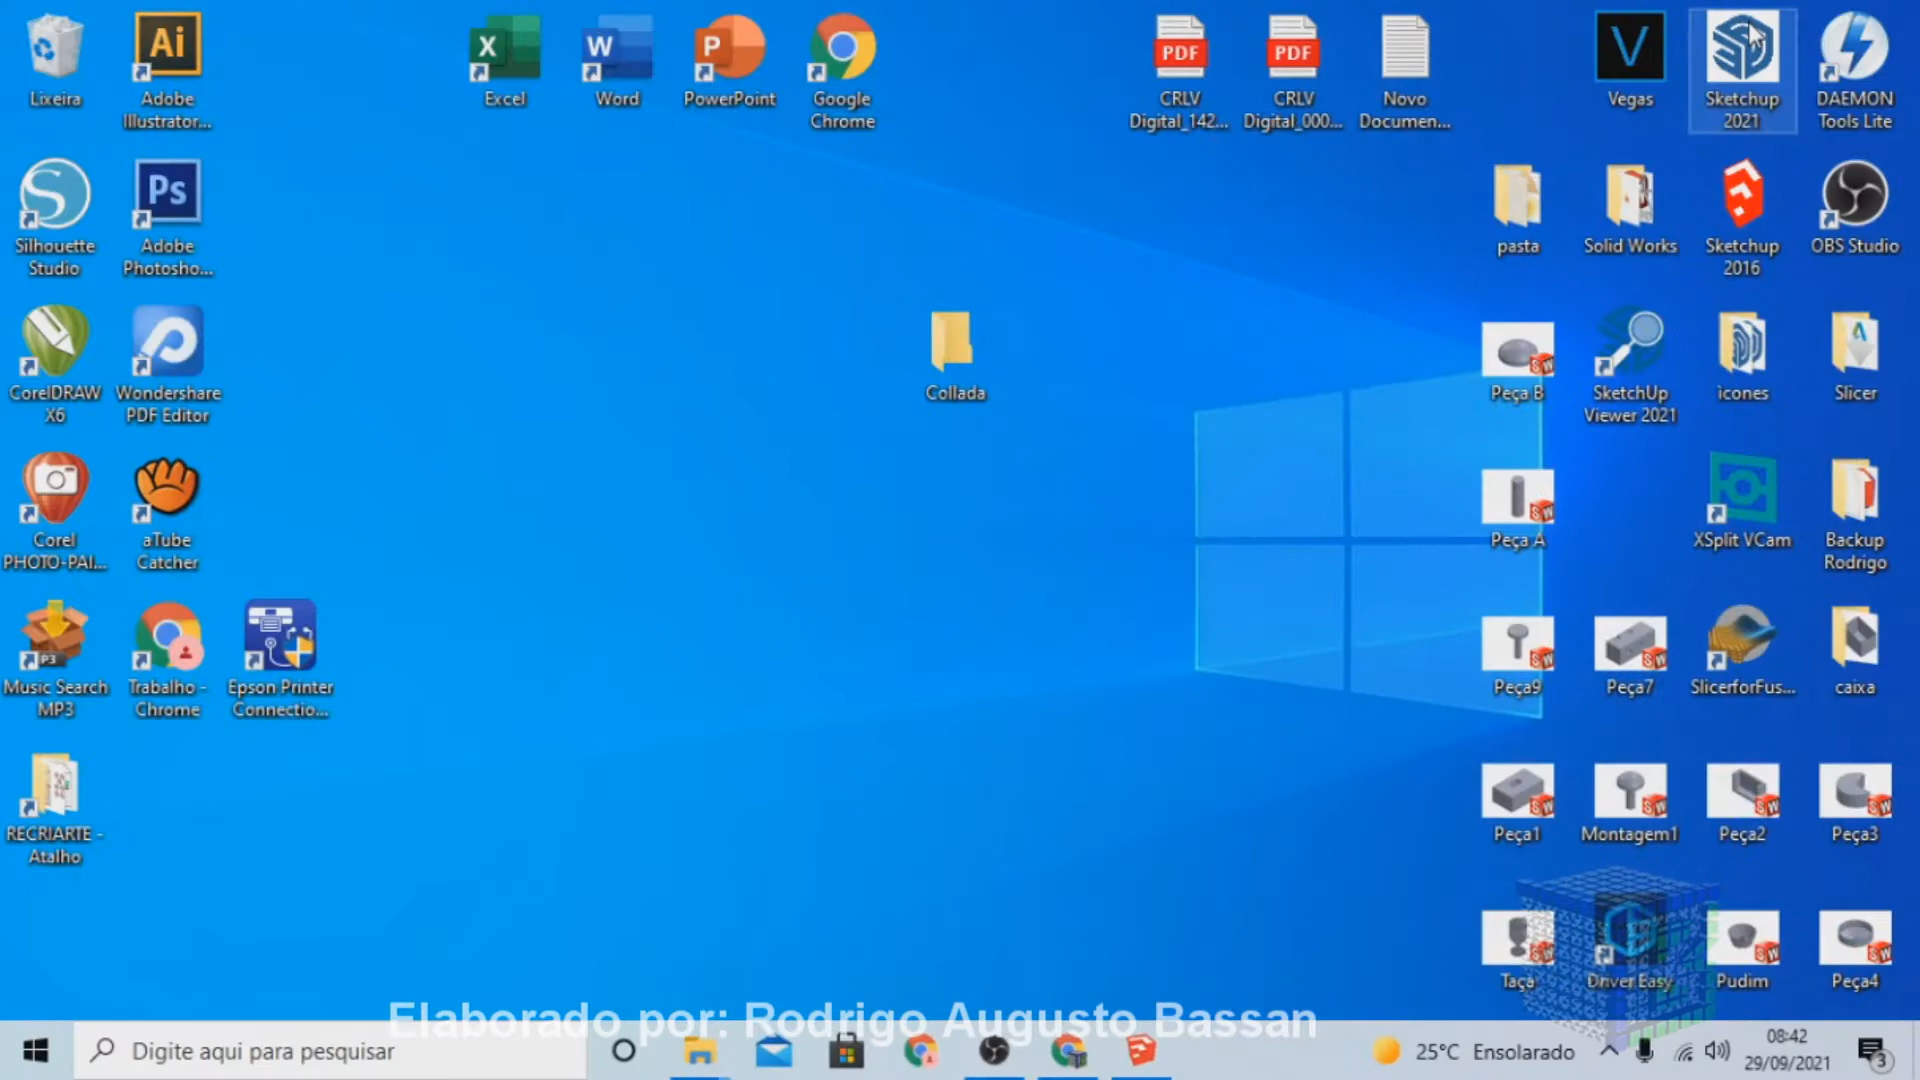 Lixeira
Adobe
Illustrator...
Excel
Word
PowerPoint
Google
Chrome
CRLV
Digital_142...
CRLV
Digital_000...
Novo
Documen...
Vegas
Sketchup
2021
DAEMON
Tools Lite
Silhouette
Studio
Adobe
Photosho...
pasta
Solid Works
Sketchup
2016
OBS Studio
CorelDRAW
X6
Wondershare
PDF Editor
Collada
Peça B
SketchUp
Viewer 2021
icones
Slicer
Corel
PHOTO-PAI...
aTube
Catcher
Peça A
XSplit VCam
Backup
Rodrigo
Music Search
MP3
Trabalho -
Chrome
Epson Printer
Connectio...
Peça9
Peça7
SlicerforFus...
caixa
RECRIARTE -
Atalho
Peça1
Montagem1
Peça2
Peça3
Taça
Driver Easy
Pudim
Peça4
Elaborado por: Rodrigo Augusto Bassan
Digite aqui para pesquisar
25°C Ensolarado
08:42
29/09/2021
3